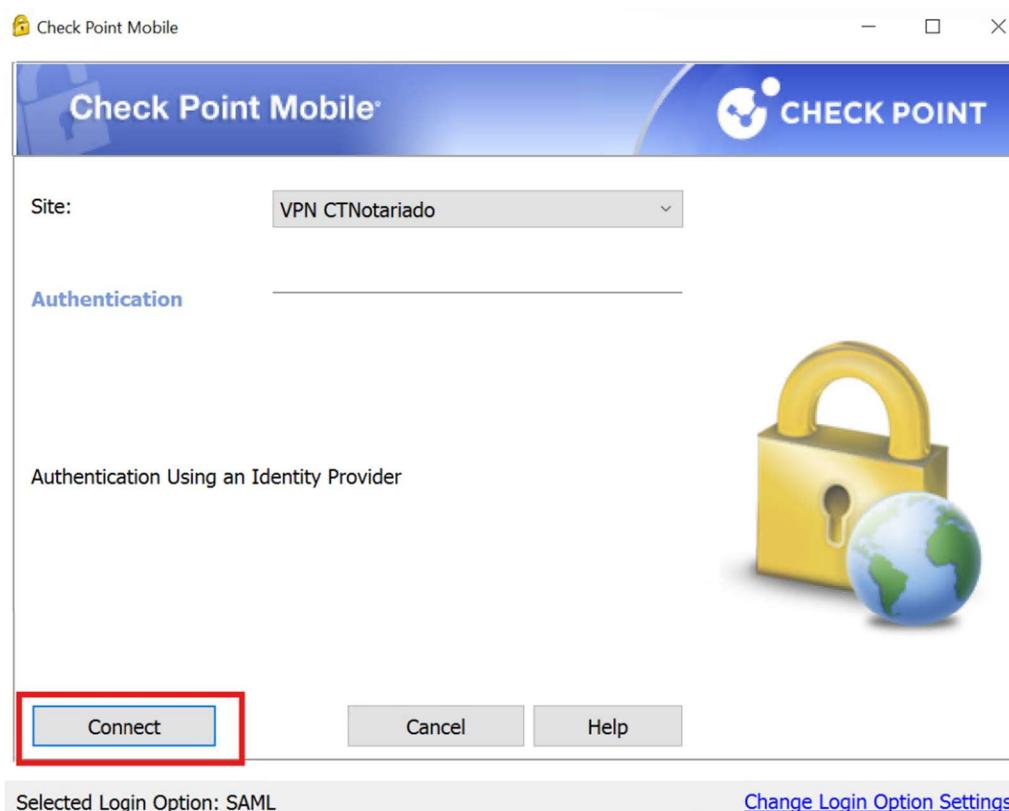 Check Point Mobile
Check Point Mobile®
CHECK POINT
Site:
VPN CTNotariado
Authentication
Authentication Using an Identity Provider
Connect
Cancel
Help
Selected Login Option: SAML
Change Login Option Settings